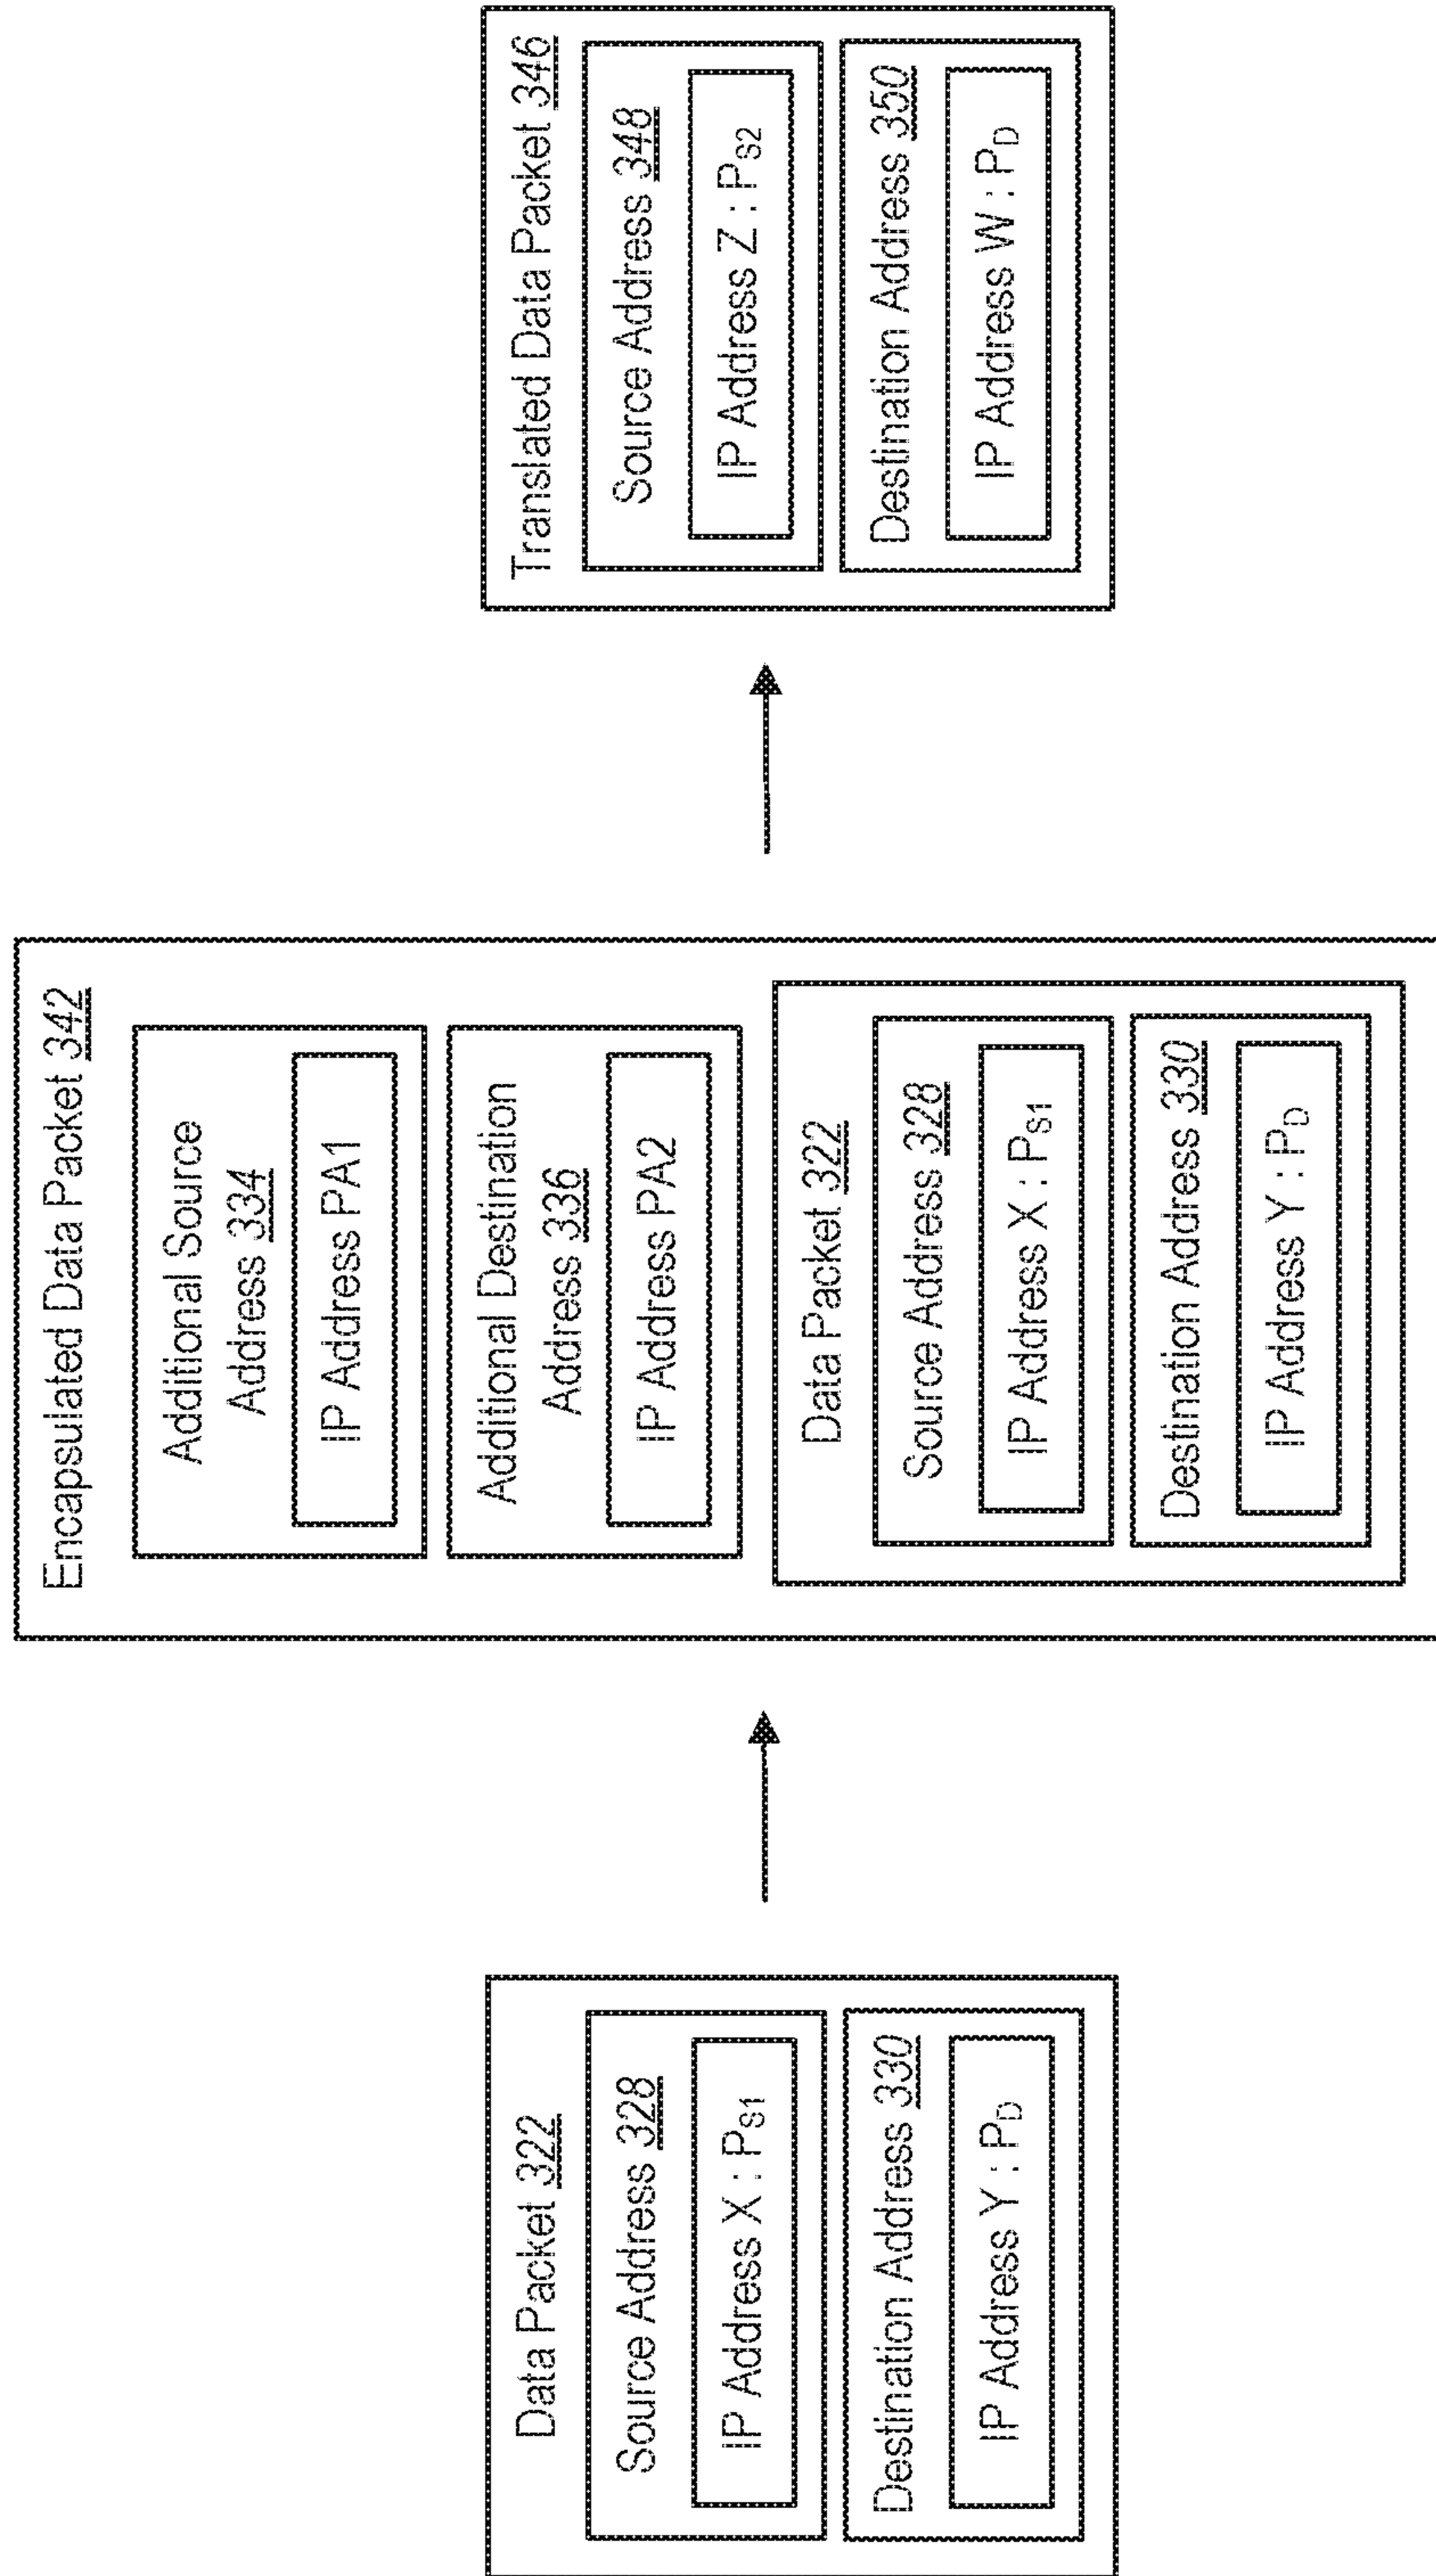 Data Packet 322
Source Address 328
IP Address X : PS1
Destination Address 330
IP Address Y : PD
Encapsulated Data Packet 342
Additional Source
Address 334
IP Address PA1
Additional Destination
Address 336
IP Address PA2
Data Packet 322
Source Address 328
IP Address X : PS1
Destination Address 330
IP Address Y : PD
Translated Data Packet 346
Source Address 348
IP Address Z : PS2
Destination Address 350
IP Address W : PD